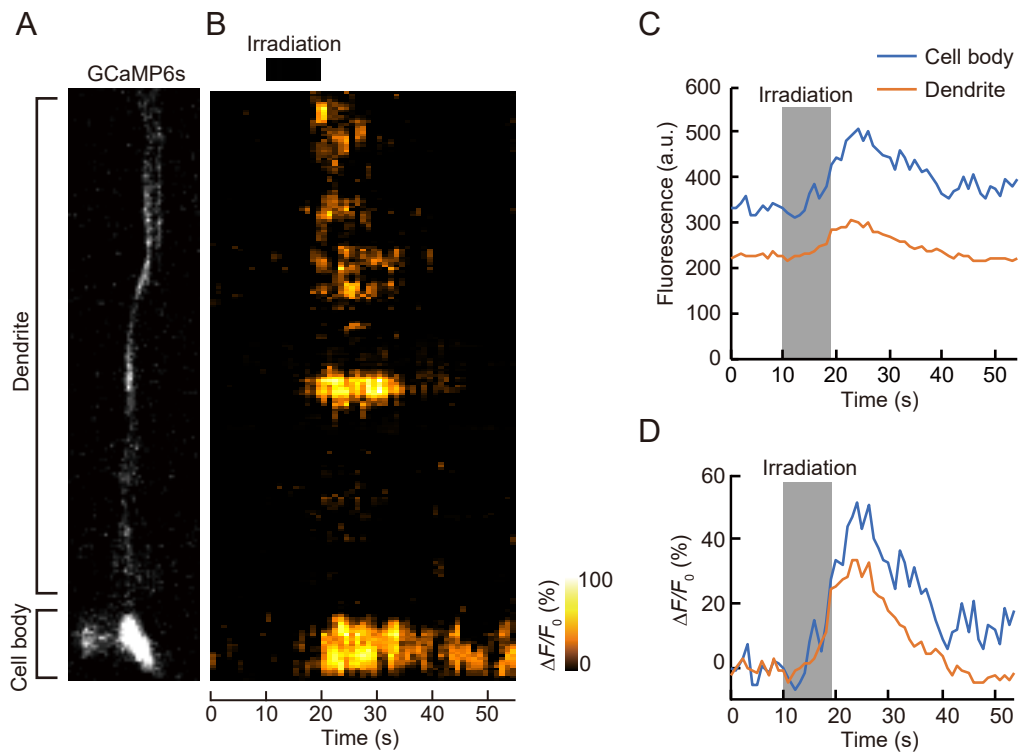 A
B
Irradiation
GCaMP6s
Dendrite
Cell body
ΔF/F0 (%)
100
0
0 10 20 30 40 50
Time (s)
C
Cell body
Dendrite
Irradiation
Fluorescence (a.u.)
600
500
400
300
200
100
0
0 10 20 30 40 50
Time (s)
D
Irradiation
ΔF/F0 (%)
60
40
20
0
0 10 20 30 40 50
Time (s)